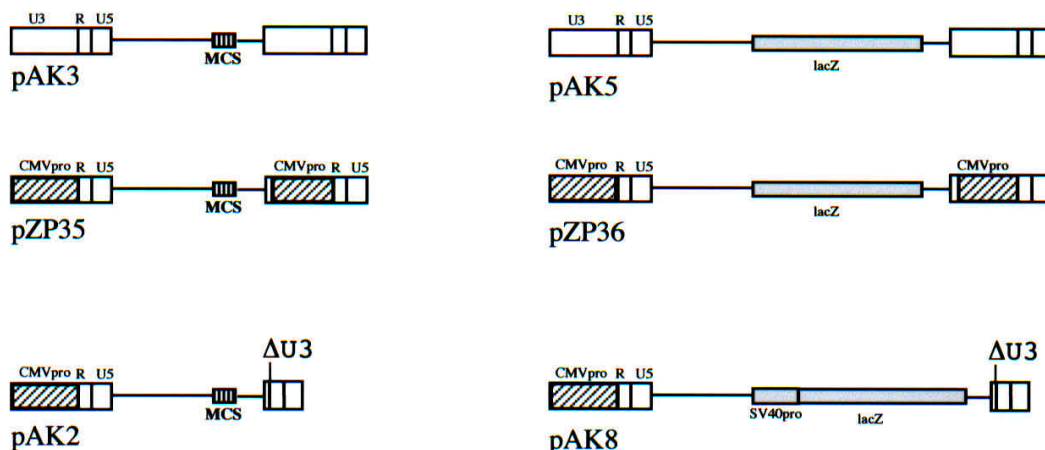 U3 R U5
MCS
pAK3
U3 R U5
lacZ
pAK5
CMVpro R U5 CMVpro R U5
MCS
pZP35
CMVpro R U5 CMVpro
lacZ
pZP36
ΔU3
CMVpro R U5
MCS
pAK2
ΔU3
CMVpro R U5
SV40pro lacZ
pAK8